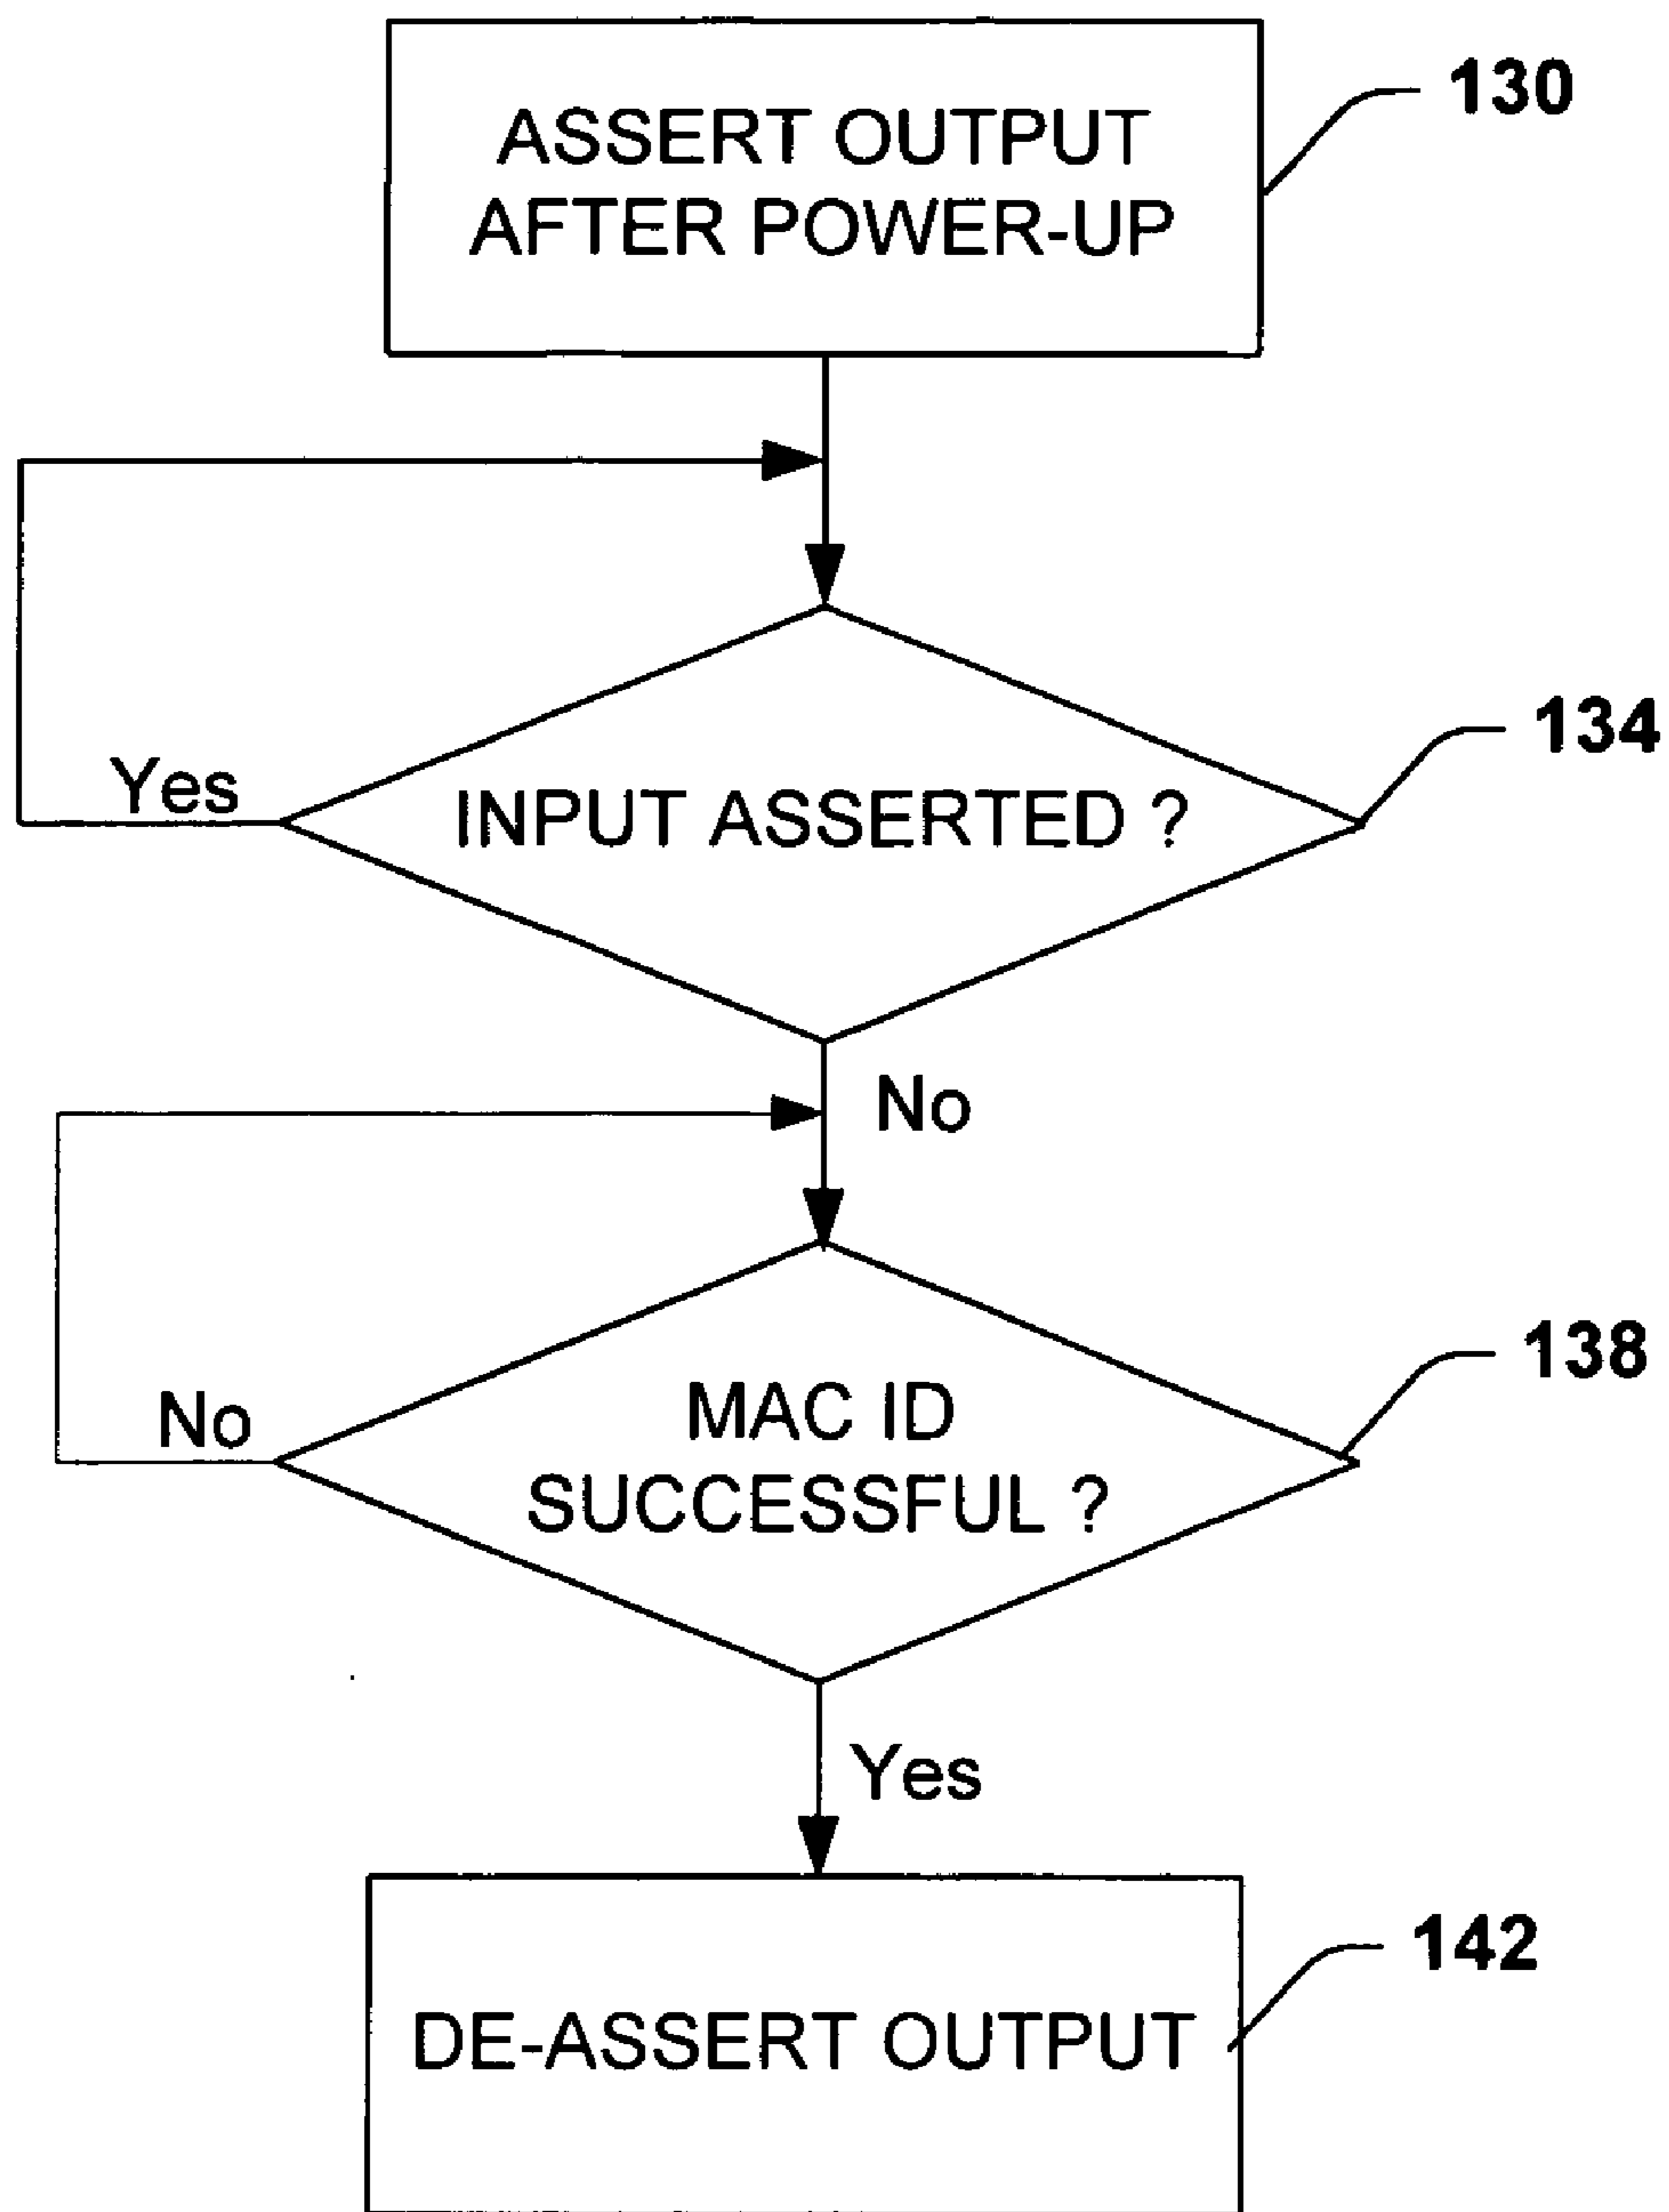 ASSERT OUTPUT
AFTER POWER-UP
130
INPUT ASSERTED ?
134
Yes
No
MAC ID
SUCCESSFUL ?
138
No
Yes
DE-ASSERT OUTPUT
142